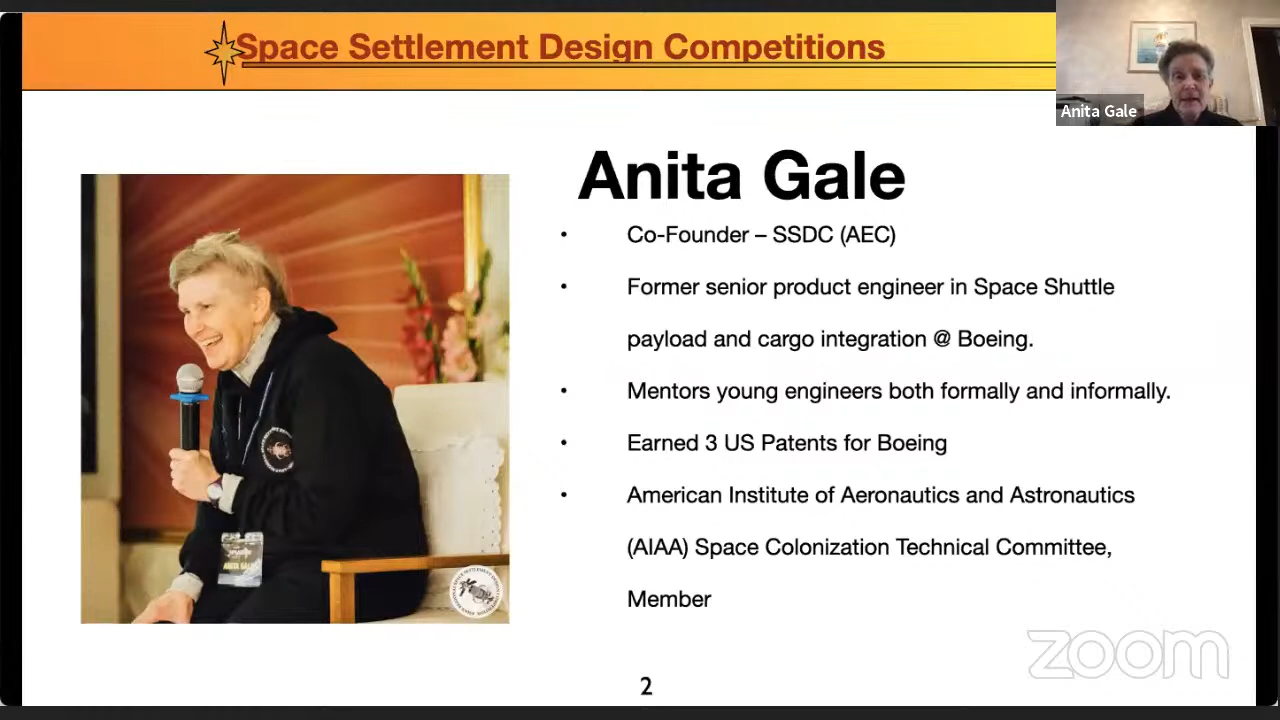 Space Settlement Design Competitions
Anita Gale
Anita Gale
• Co-Founder – SSDC (AEC)
• Former senior product engineer in Space Shuttle
payload and cargo integration @ Boeing.
• Mentors young engineers both formally and informally.
• Earned 3 US Patents for Boeing
• American Institute of Aeronautics and Astronautics
(AIAA) Space Colonization Technical Committee,
Member
ANITA GALE
zoom
2